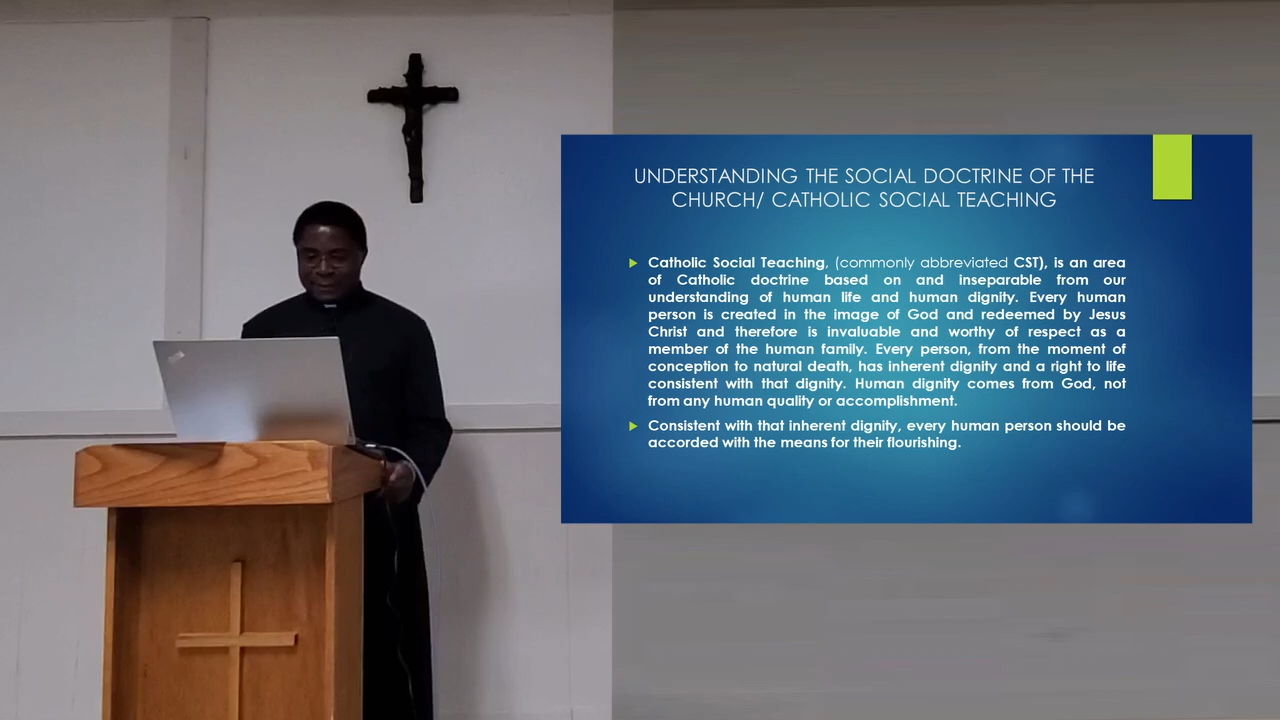 UNDERSTANDING THE SOCIAL DOCTRINE OF THE
CHURCH/ CATHOLIC SOCIAL TEACHING
Catholic Social Teaching, (commonly abbreviated CST), is an area
of Catholic doctrine based on and inseparable from our
understanding of human life and human dignity. Every human
person is created in the image of God and redeemed by Jesus
Christ and therefore is invaluable and worthy of respect as a
member of the human family. Every person, from the moment of
conception to natural death, has inherent dignity and a right to life
consistent with that dignity. Human dignity comes from God, not
from any human quality or accomplishment.
Consistent with that inherent dignity, every human person should be
accorded with the means for their flourishing.